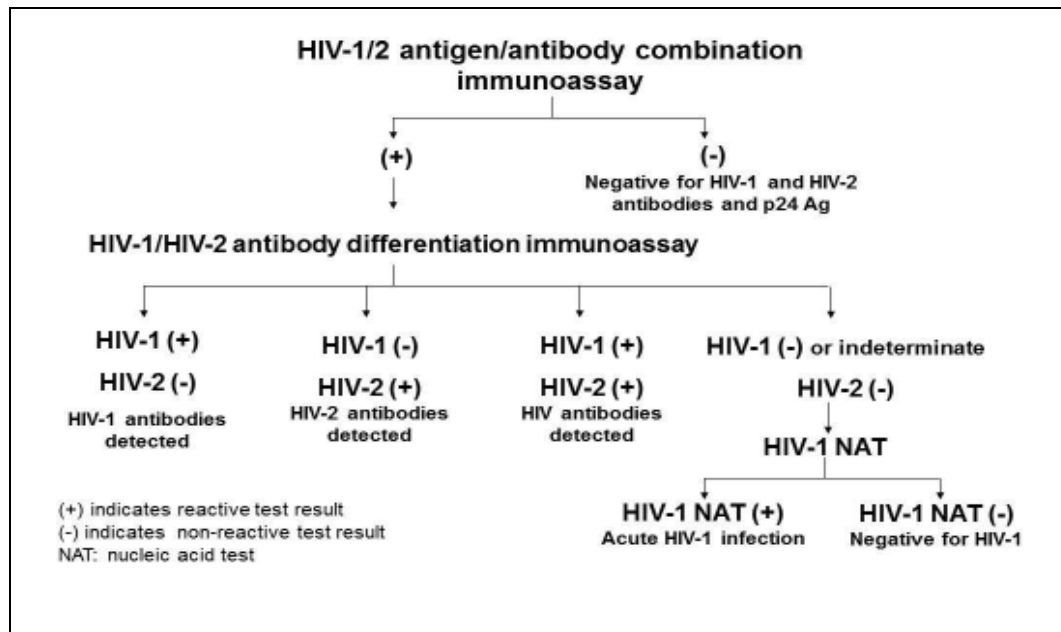 HIV-1/2 antigen/antibody combination
immunoassay
(+)
(-)
Negative for HIV-1 and HIV-2
antibodies and p24 Ag
HIV-1/HIV-2 antibody differentiation immunoassay
HIV-1 (+)
HIV-2 (-)
HIV-1 antibodies
detected
HIV-1 (-)
HIV-2 (+)
HIV-2 antibodies
detected
HIV-1 (+)
HIV-2 (+)
HIV antibodies
detected
HIV-1 (-) or indeterminate
HIV-2 (-)
HIV-1 NAT
HIV-1 NAT (+)
Acute HIV-1 infection
HIV-1 NAT (-)
Negative for HIV-1
(+) indicates reactive test result
(-) indicates non-reactive test result
NAT: nucleic acid test